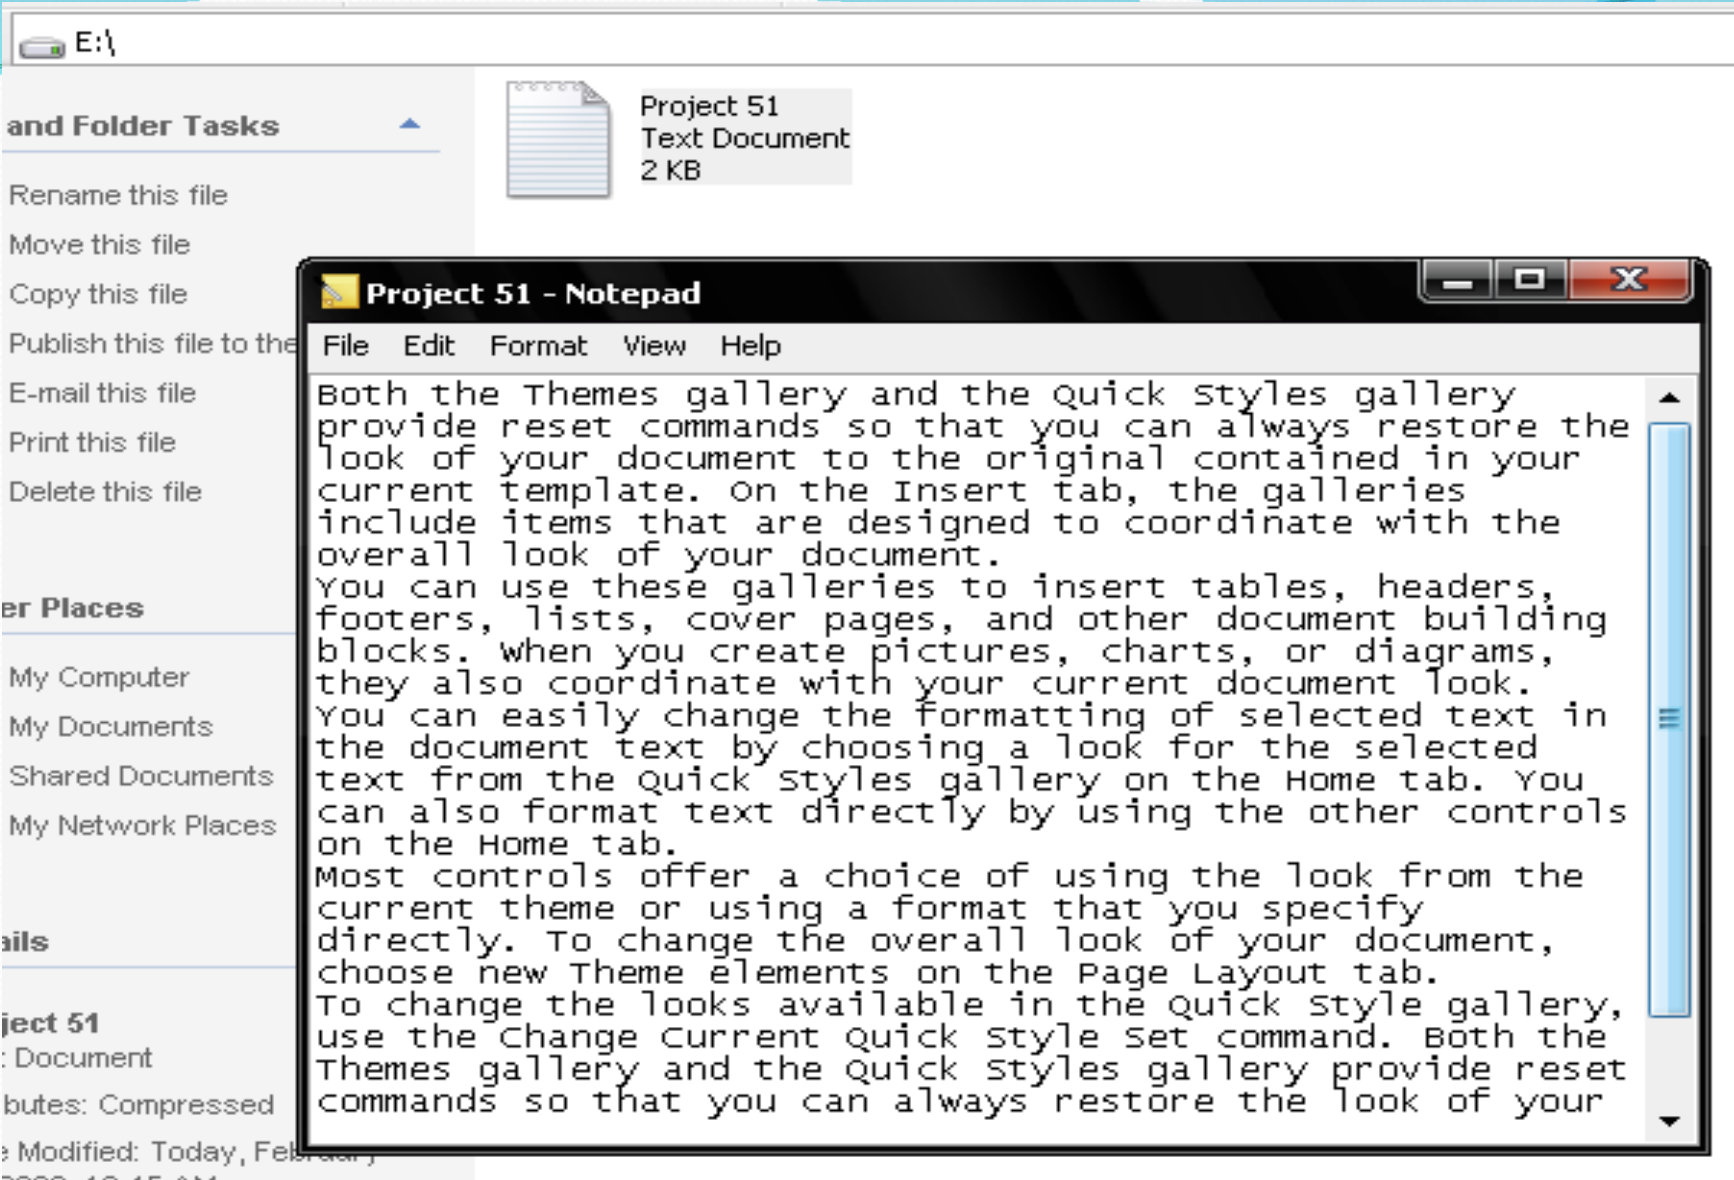 E:\
and Folder Tasks
Rename this file
Move this file
Copy this file
Publish this file to the
E-mail this file
Print this file
Delete this file
er Places
My Computer
My Documents
Shared Documents
My Network Places
ails
ject 51
Document
butes: Compressed
Modified: Today, February
Project 51
Text Document
2 KB
Project 51 - Notepad
File Edit Format View Help
Both the Themes gallery and the Quick Styles gallery
provide reset commands so that you can always restore the
look of your document to the original contained in your
current template. On the Insert tab, the galleries
include items that are designed to coordinate with the
overall look of your document.
You can use these galleries to insert tables, headers,
footers, lists, cover pages, and other document building
blocks. When you create pictures, charts, or diagrams,
they also coordinate with your current document look.
You can easily change the formatting of selected text in
the document text by choosing a look for the selected
text from the Quick Styles gallery on the Home tab. You
can also format text directly by using the other controls
on the Home tab.
Most controls offer a choice of using the look from the
current theme or using a format that you specify
directly. To change the overall look of your document,
choose new Theme elements on the Page Layout tab.
To change the looks available in the Quick Style gallery,
use the Change Current Quick Style Set command. Both the
Themes gallery and the Quick Styles gallery provide reset
commands so that you can always restore the look of your